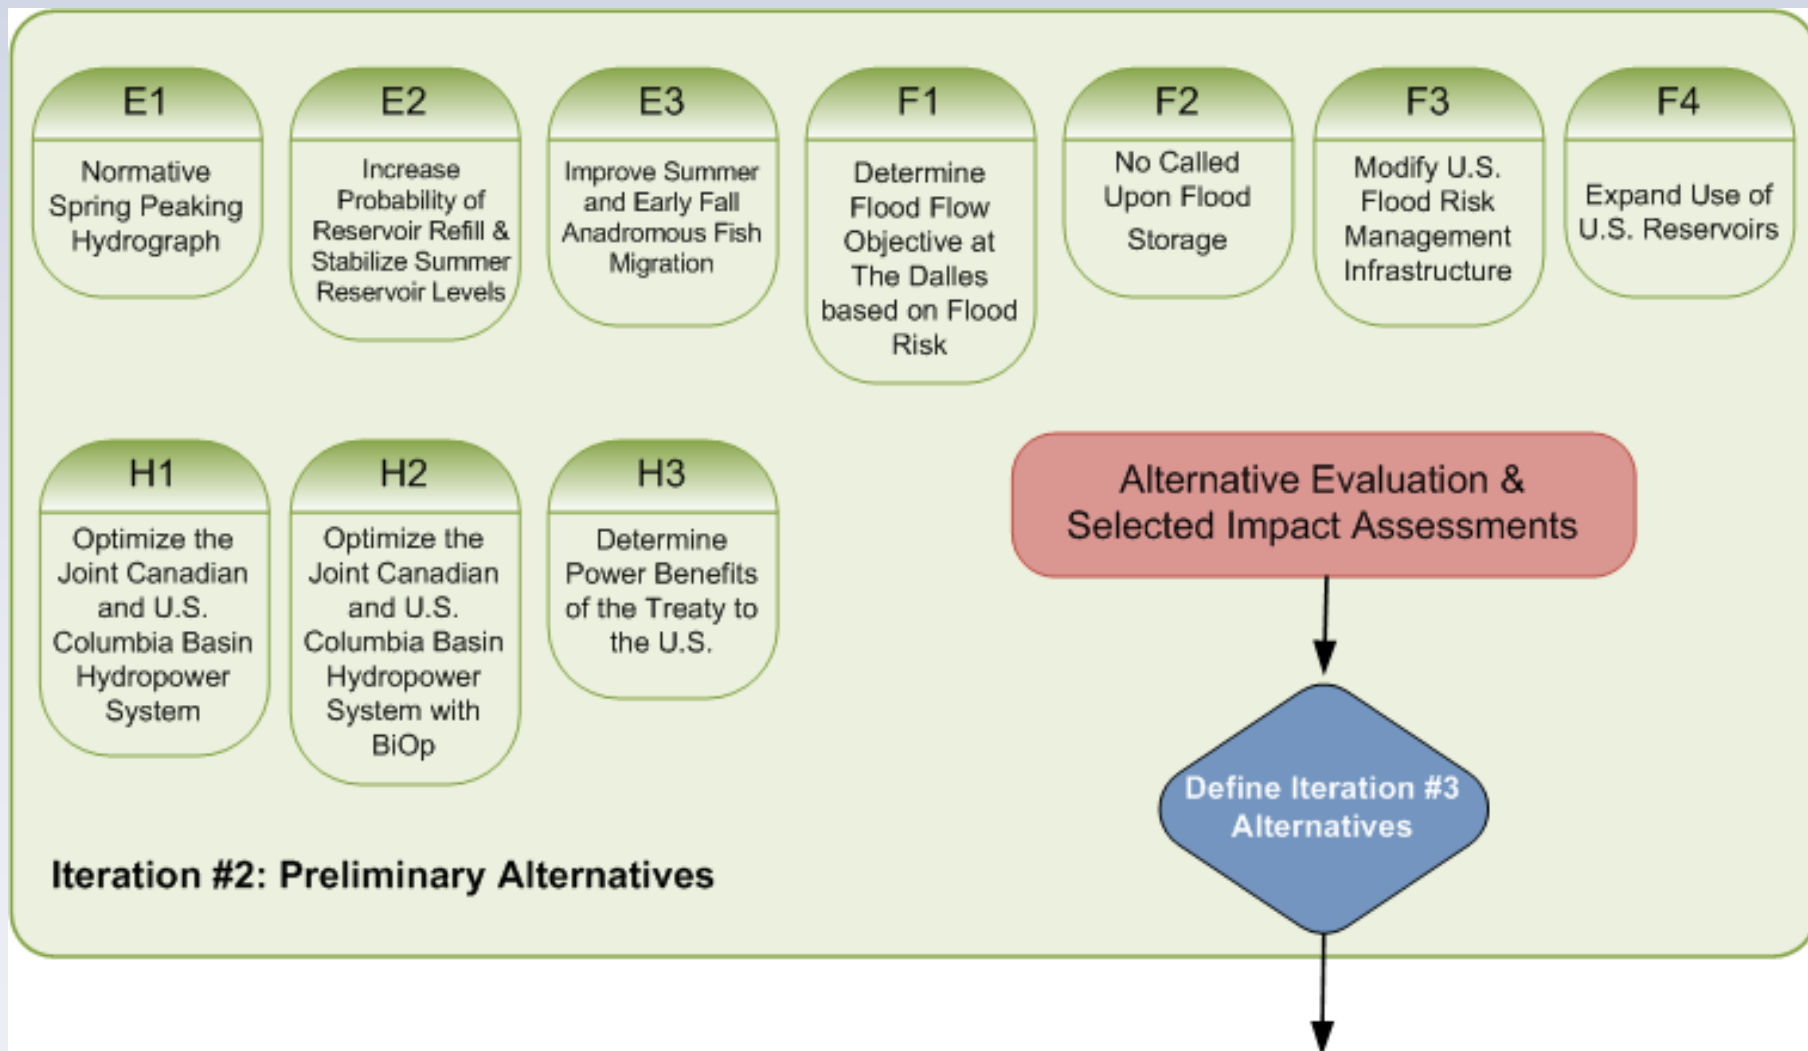 E1
Normative
Spring Peaking
Hydrograph
E2
Increase
Probability of
Reservoir Refill &
Stabilize Summer
Reservoir Levels
E3
Improve Summer
and Early Fall
Anadromous Fish
Migration
F1
Determine
Flood Flow
Objective at
The Dalles
based on Flood
Risk
F2
No Called
Upon Flood
Storage
F3
Modify U.S.
Flood Risk
Management
Infrastructure
F4
Expand Use of
U.S. Reservoirs
H1
Optimize the
Joint Canadian
and U.S.
Columbia Basin
Hydropower
System
H2
Optimize the
Joint Canadian
and U.S.
Columbia Basin
Hydropower
System with
BiOp
H3
Determine
Power Benefits
of the Treaty to
the U.S.
Alternative Evaluation &
Selected Impact Assessments
Define Iteration #3
Alternatives
Iteration #2: Preliminary Alternatives